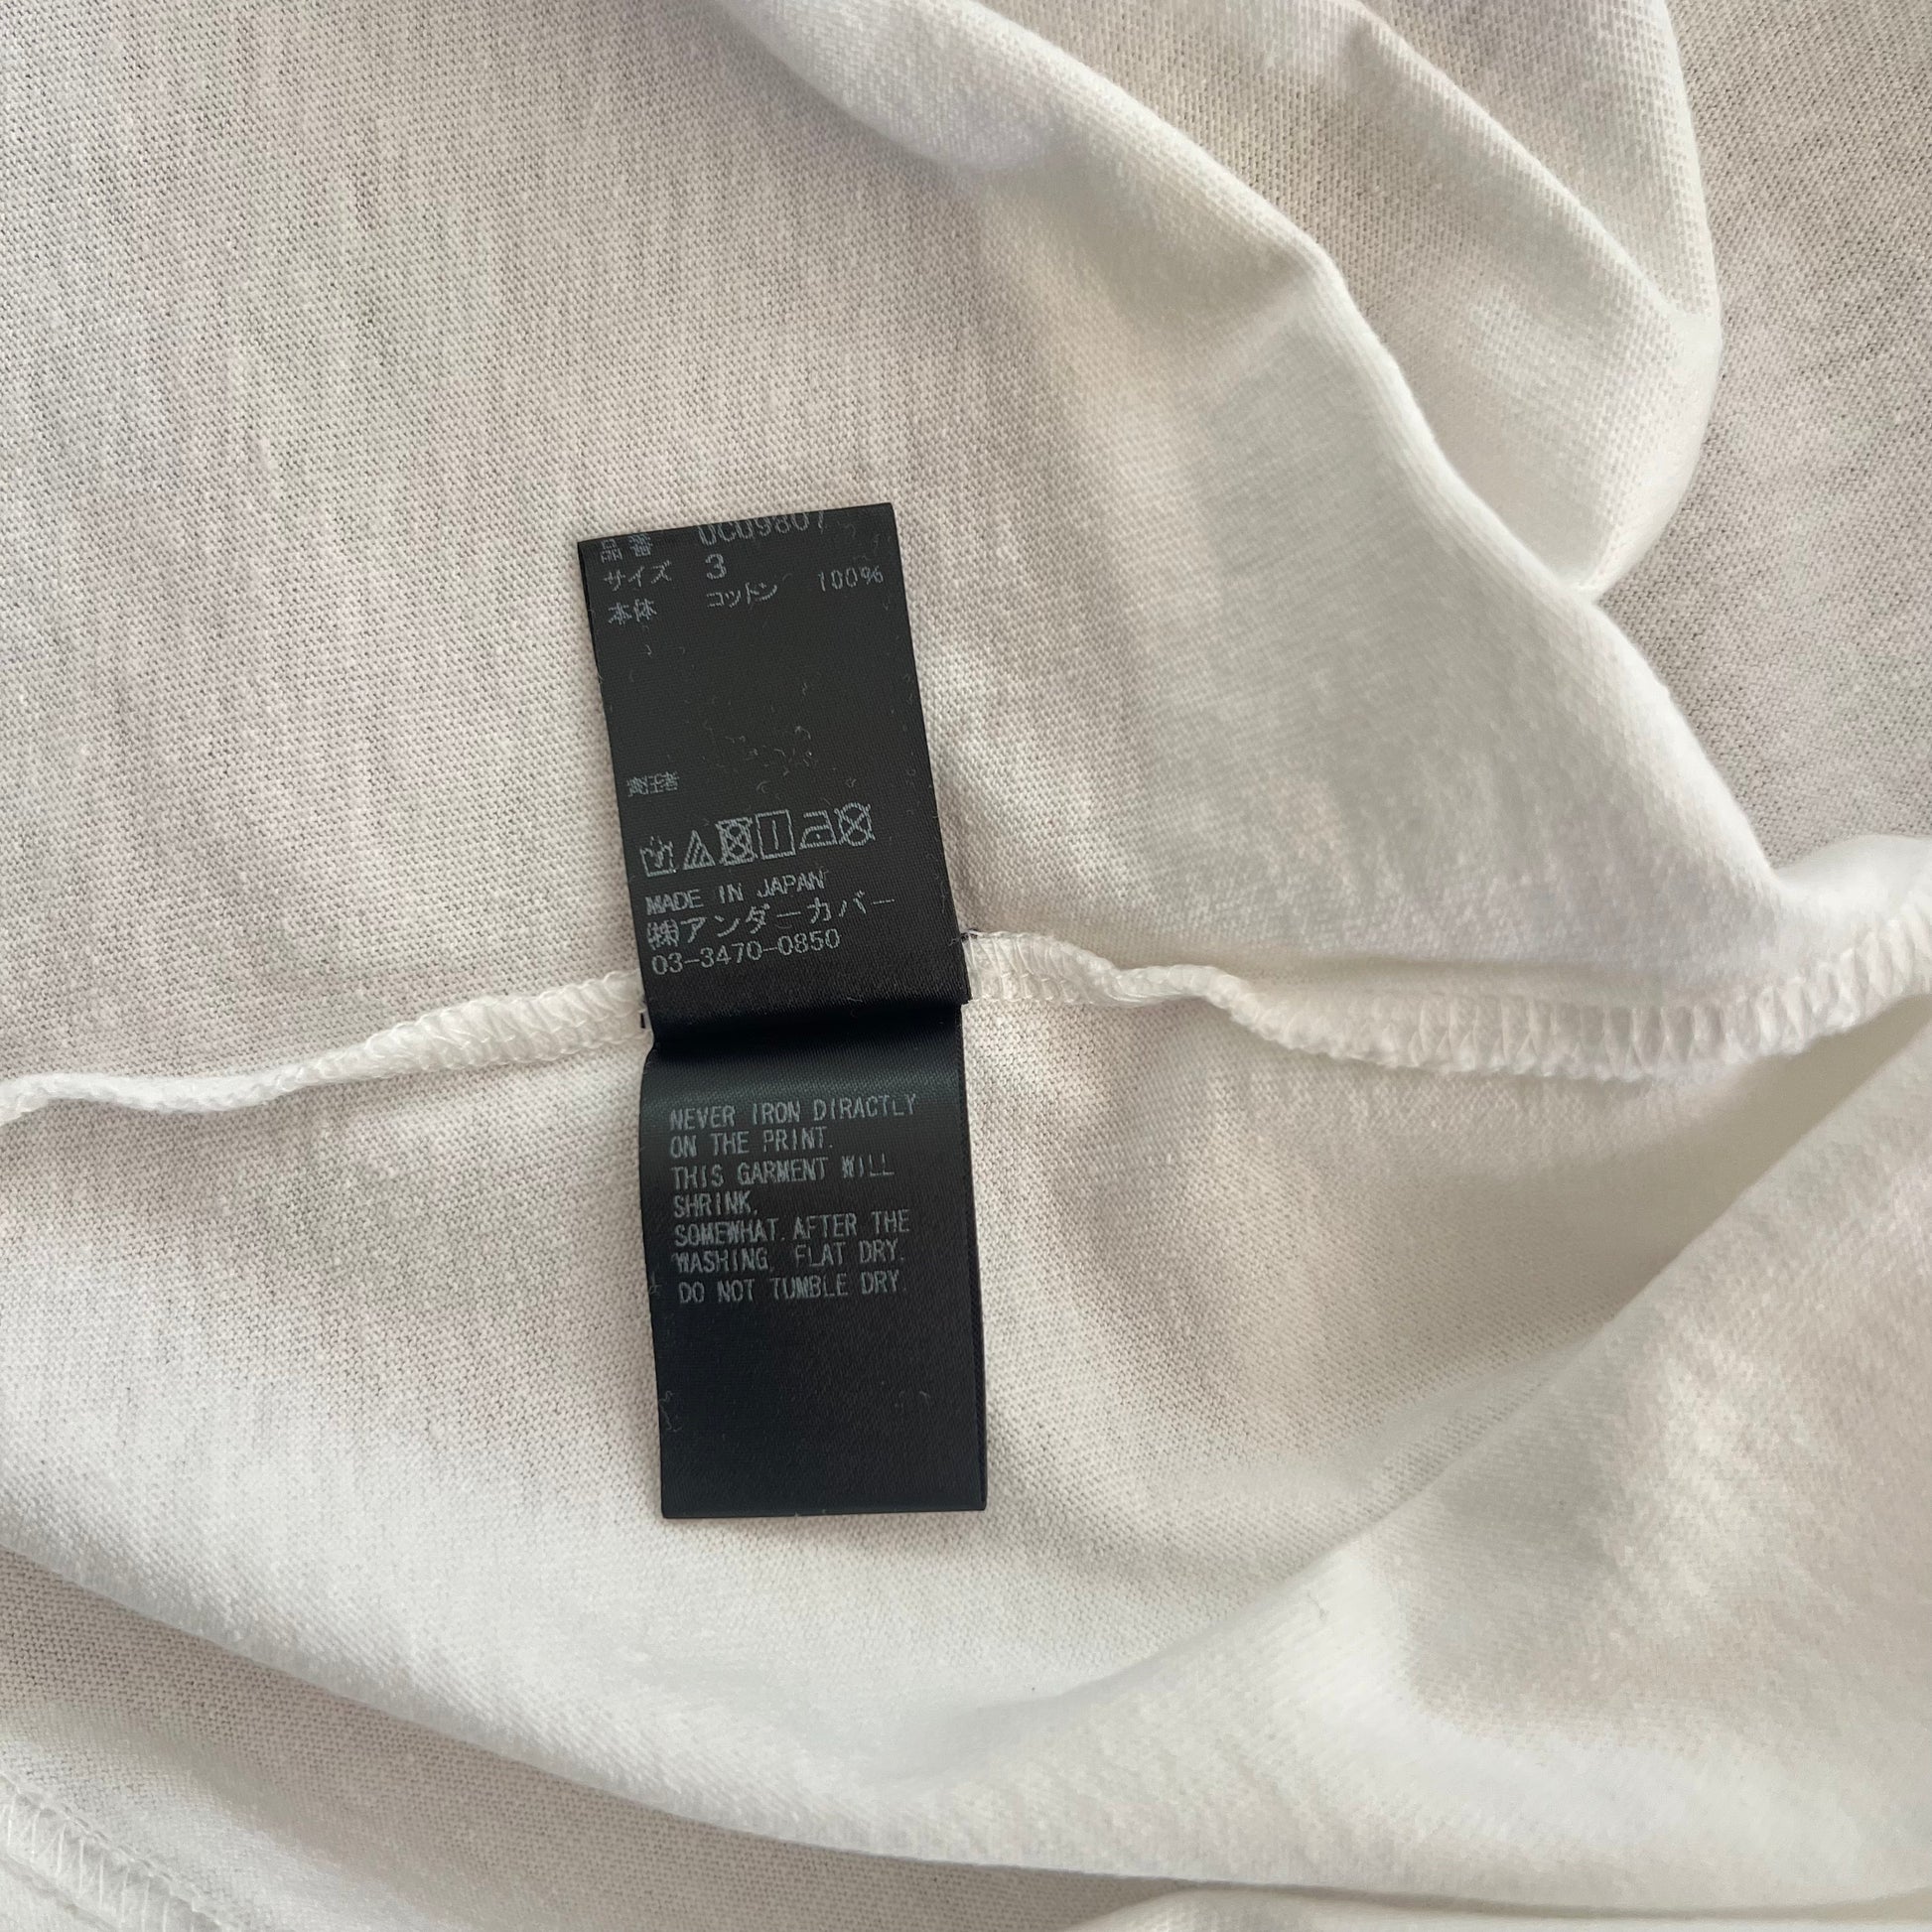 品番 UCU9807
サイズ 3
本体 コットン 100%
責任者
MADE IN JAPAN
㈱アンダーカバー
03-3470-0850
NEVER IRON DIRACTLY
ON THE PRINT.
THIS GARMENT WILL
SHRINK.
SOMEWHAT. AFTER THE
WASHING. FLAT DRY.
DO NOT TUMBLE DRY.